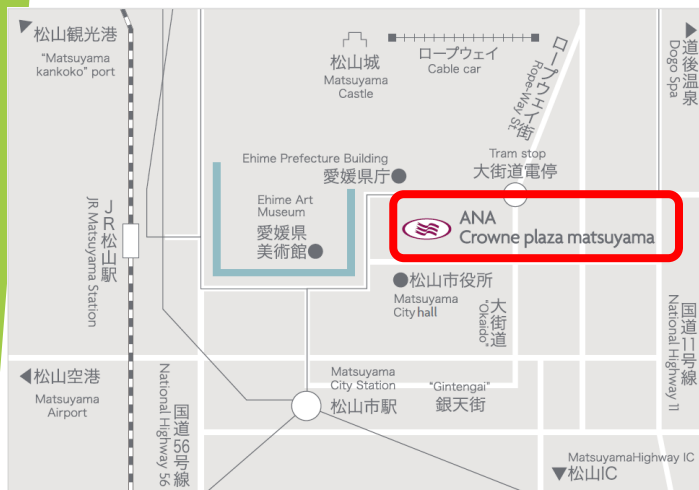 松山観光港
"Matsuyama
kankoko" port
松山城
Matsuyama
Castle
ロープウェイ
Cable car
ロープウェイ街
Rope-Way St.
道後温泉
Dogo Spa
Ehime Prefecture Building
愛媛県庁
Tram stop
大街道電停
Ehime Art
Museum
愛媛県
美術館
ANA
Crowne plaza matsuyama
JR松山駅
JR Matsuyama Station
松山市役所
Matsuyama
City hall
大街道
"Okaido"
国道11号線
National Highway 11
松山空港
Matsuyama
Airport
国道56号線
National Highway 56
Matsuyama
City Station
松山市駅
"Gintengai"
銀天街
MatsuyamaHighway IC
松山IC